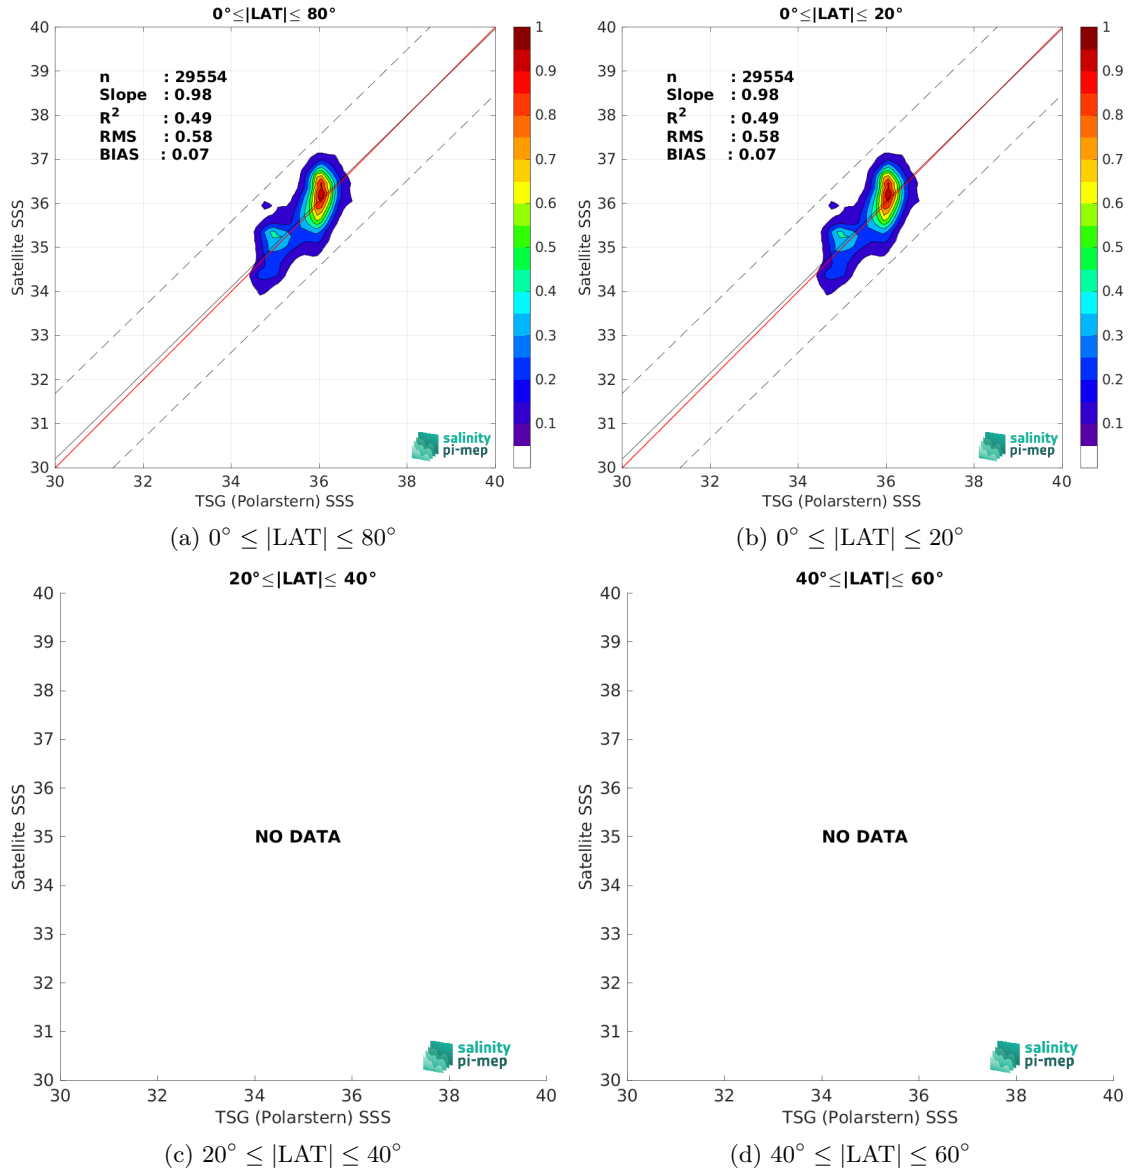 0°≤|LAT|≤ 80°
n : 29554
Slope : 0.98
R² : 0.49
RMS : 0.58
BIAS : 0.07
Satellite SSS
40
39
38
37
36
35
34
33
32
31
30
30 32 34 36 38 40
TSG (Polarstern) SSS
1
0.9
0.8
0.7
0.6
0.5
0.4
0.3
0.2
0.1
salinity
pi-mep
(a) 0° ≤ |LAT| ≤ 80°
0°≤|LAT|≤ 20°
n : 29554
Slope : 0.98
R² : 0.49
RMS : 0.58
BIAS : 0.07
Satellite SSS
40
39
38
37
36
35
34
33
32
31
30
30 32 34 36 38 40
TSG (Polarstern) SSS
1
0.9
0.8
0.7
0.6
0.5
0.4
0.3
0.2
0.1
salinity
pi-mep
(b) 0° ≤ |LAT| ≤ 20°
20°≤|LAT|≤ 40°
Satellite SSS
40
39
38
37
36
35
34
33
32
31
30
NO DATA
salinity
pi-mep
30 32 34 36 38 40
TSG (Polarstern) SSS
(c) 20° ≤ |LAT| ≤ 40°
40°≤|LAT|≤ 60°
Satellite SSS
40
39
38
37
36
35
34
33
32
31
30
NO DATA
salinity
pi-mep
30 32 34 36 38 40
TSG (Polarstern) SSS
(d) 40° ≤ |LAT| ≤ 60°